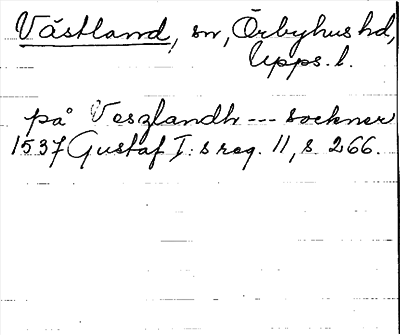 Västland, sn, Örbyhus hd,
Upps. l.
på Veszlandh --- sockner
1537 Gustaf I:s reg. 11, s. 266.